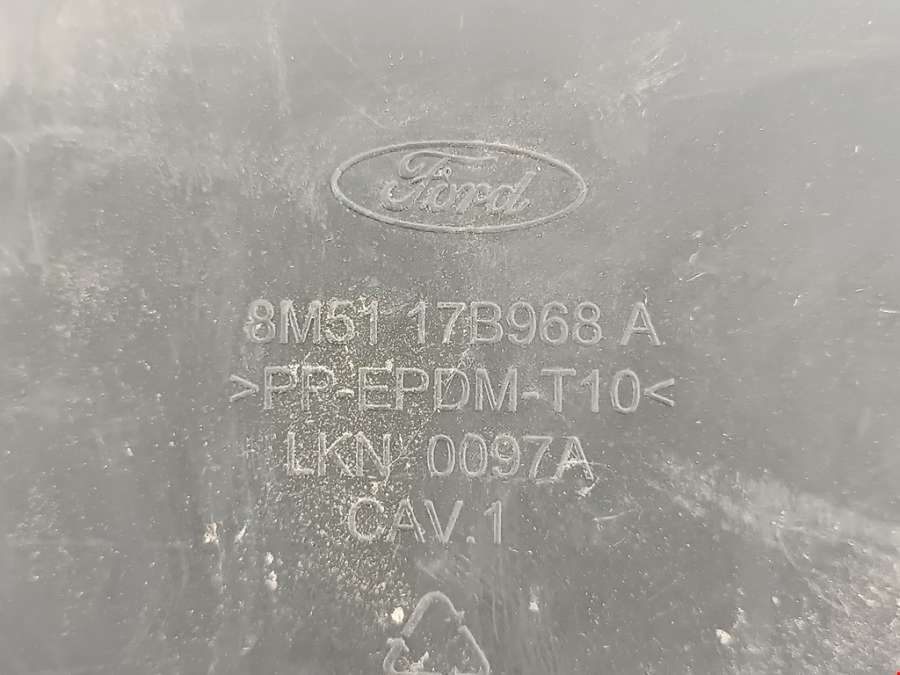 Ford
8M51 17B968 A
>PP-EPDM-T10<
LKN 0097A
CAV.1